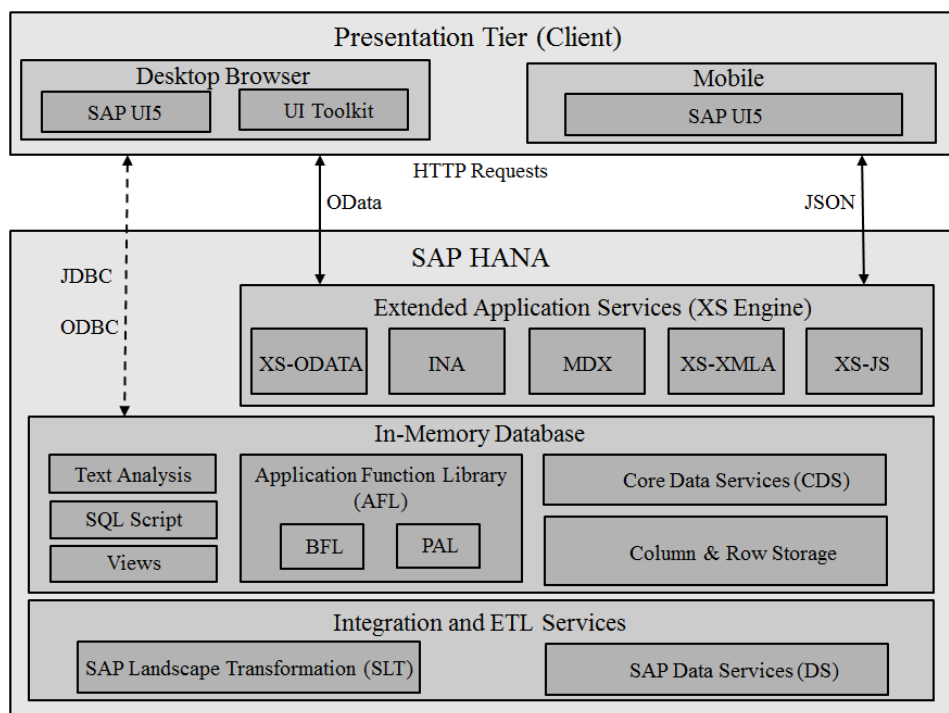 Presentation Tier (Client)
Desktop Browser
SAP UI5
UI Toolkit
Mobile
SAP UI5
HTTP Requests
OData
JSON
SAP HANA
JDBC
ODBC
Extended Application Services (XS Engine)
XS-ODATA
INA
MDX
XS-XMLA
XS-JS
In-Memory Database
Text Analysis
SQL Script
Views
Application Function Library
(AFL)
BFL
PAL
Core Data Services (CDS)
Column & Row Storage
Integration and ETL Services
SAP Landscape Transformation (SLT)
SAP Data Services (DS)